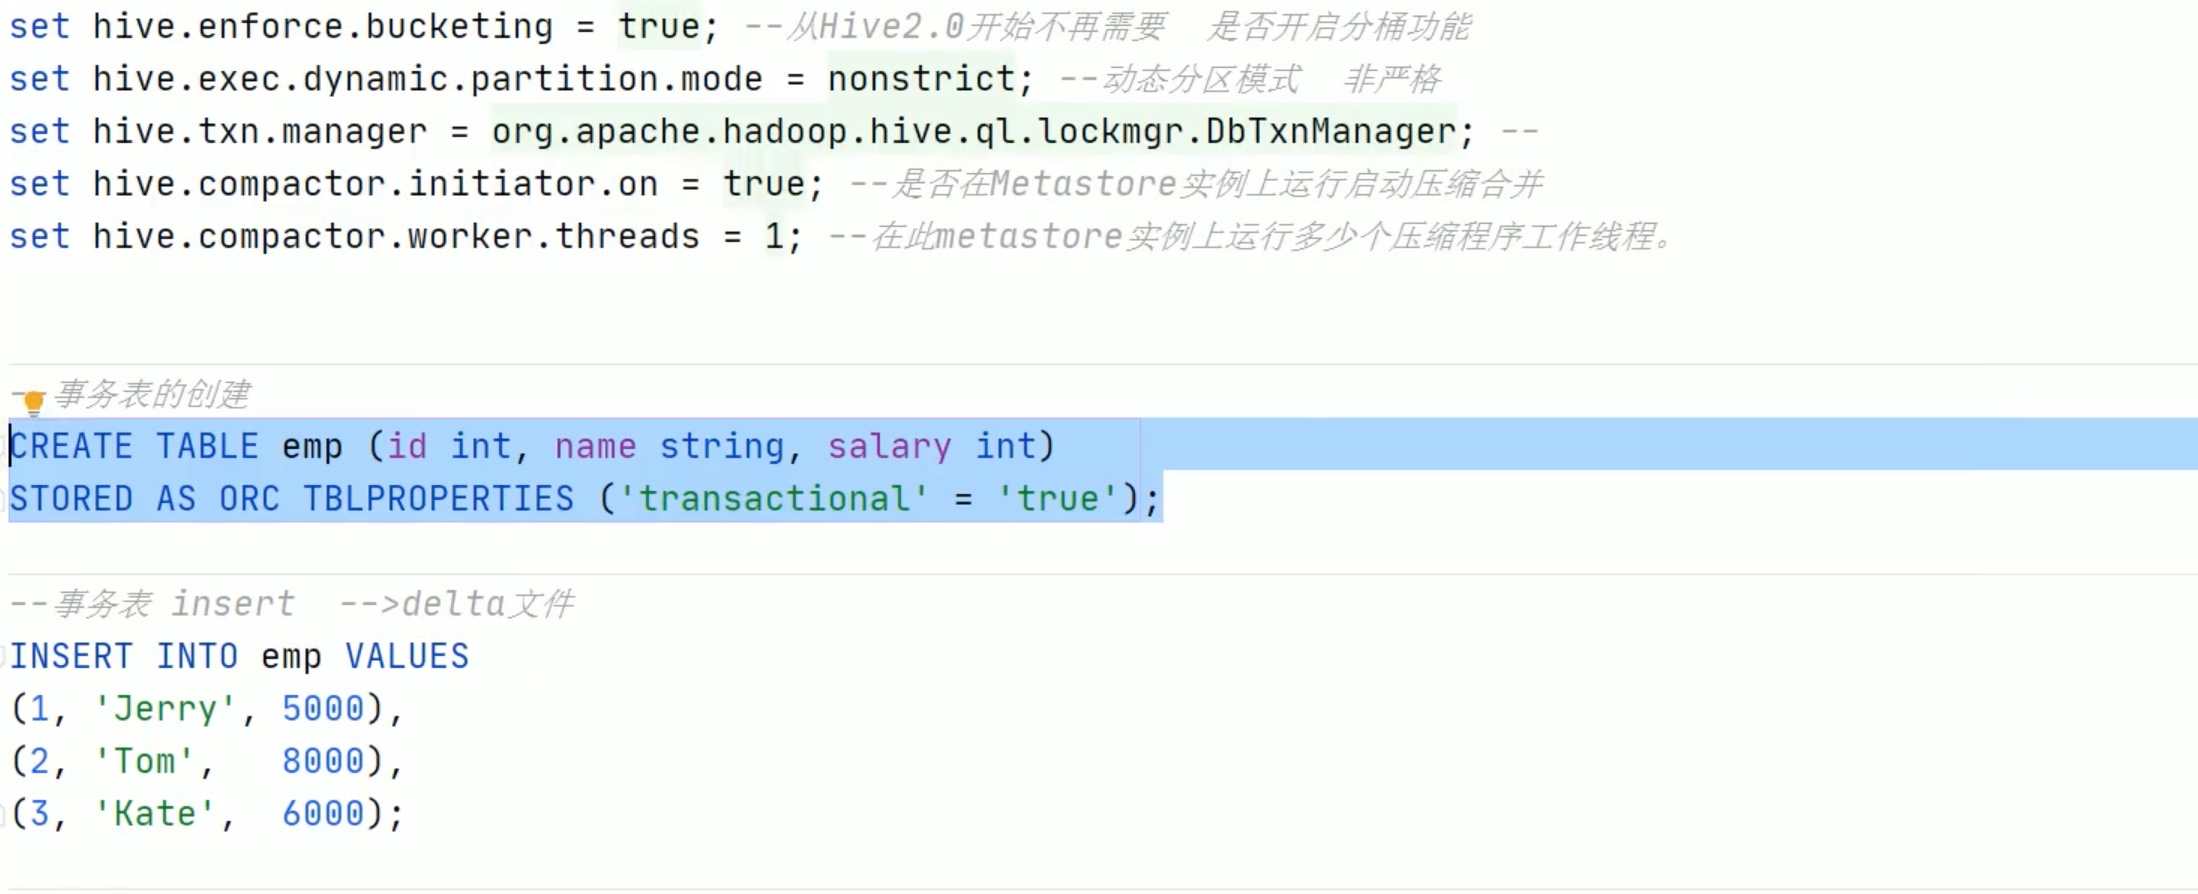 set hive.enforce.bucketing = true; --从Hive2.0开始不再需要  是否开启分桶功能
set hive.exec.dynamic.partition.mode = nonstrict; --动态分区模式  非严格
set hive.txn.manager = org.apache.hadoop.hive.ql.lockmgr.DbTxnManager; --
set hive.compactor.initiator.on = true; --是否在Metastore实例上运行启动压缩合并
set hive.compactor.worker.threads = 1; --在此metastore实例上运行多少个压缩程序工作线程。
--事务表的创建
CREATE TABLE emp (id int, name string, salary int)
STORED AS ORC TBLPROPERTIES ('transactional' = 'true');
--事务表 insert  -->delta文件
INSERT INTO emp VALUES
(1, 'Jerry', 5000),
(2, 'Tom',   8000),
(3, 'Kate',  6000);